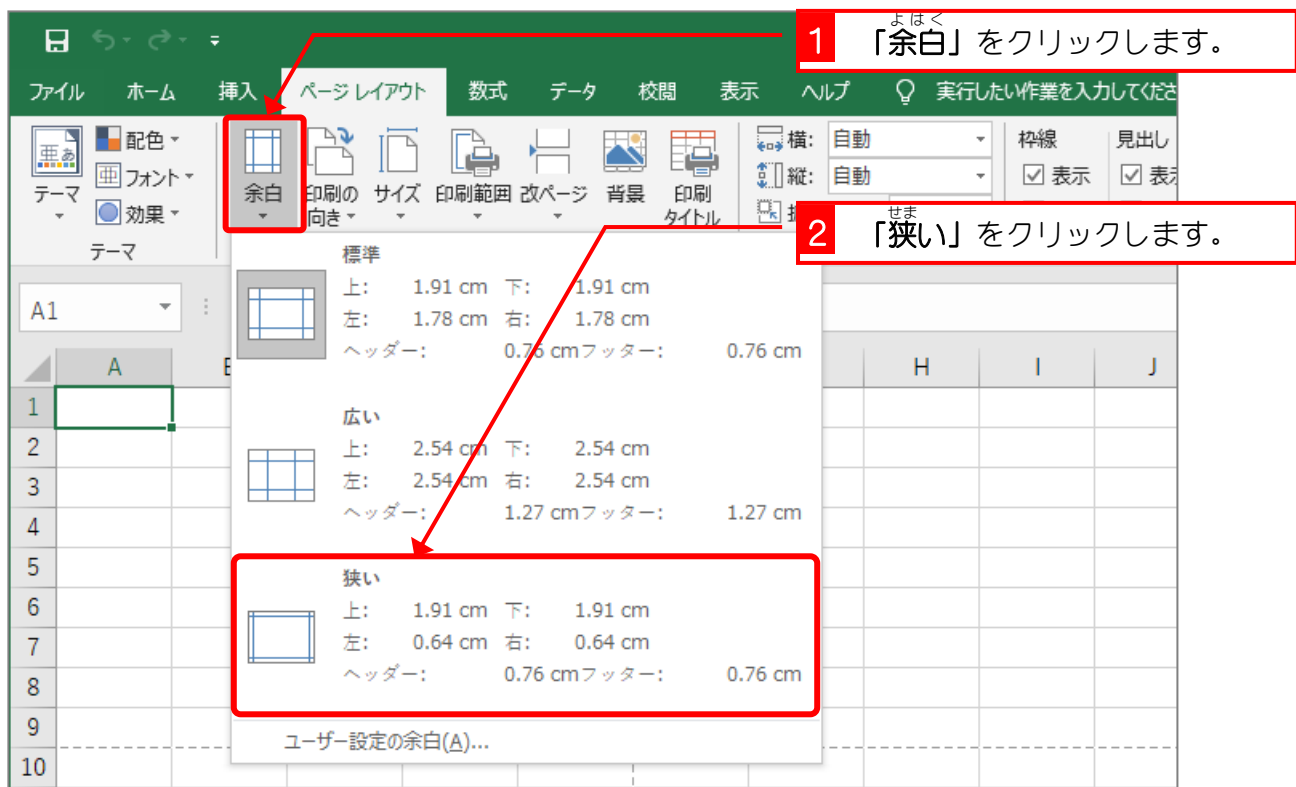 よはく
1 「余白」をクリックします。
ファイル ホーム 挿入 ページ レイアウト 数式 データ 校閲 表示 ヘルプ 実行したい作業を入力してくださ
亜あ 配色 横: 自動 枠線 見出し
亜 フォント 縦: 自動 表示 表示
テーマ 効果 余白 印刷の向き サイズ 印刷範囲 改ページ 背景 印刷タイトル
テーマ
せま
2 「狭い」をクリックします。
標準
上: 1.91 cm 下: 1.91 cm
左: 1.78 cm 右: 1.78 cm
ヘッダー: 0.76 cm フッター: 0.76 cm
A1
A H I J
広い
上: 2.54 cm 下: 2.54 cm
左: 2.54 cm 右: 2.54 cm
ヘッダー: 1.27 cm フッター: 1.27 cm
狭い
上: 1.91 cm 下: 1.91 cm
左: 0.64 cm 右: 0.64 cm
ヘッダー: 0.76 cm フッター: 0.76 cm
ユーザー設定の余白(A)...
1
2
3
4
5
6
7
8
9
10